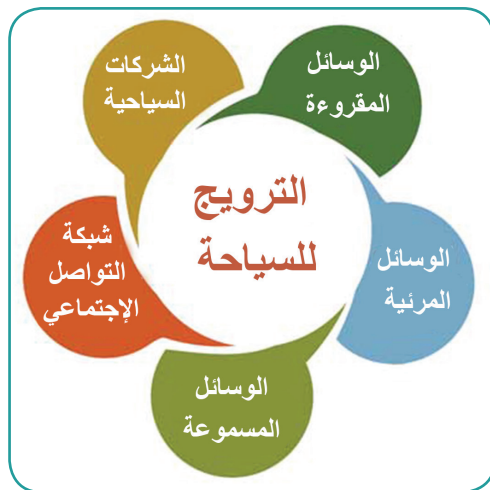 الترويج
للسياحة
الوسائل
المقروءة
الوسائل
المرئية
الوسائل
المسموعة
شبكة
التواصل
الإجتماعي
الشركات
السياحية